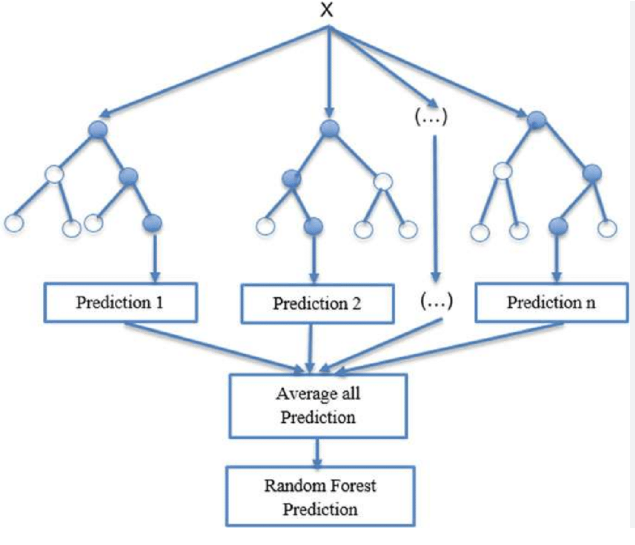 X
(...)
Prediction 1
Prediction 2
(...)
Prediction n
Average all
Prediction
Random Forest
Prediction